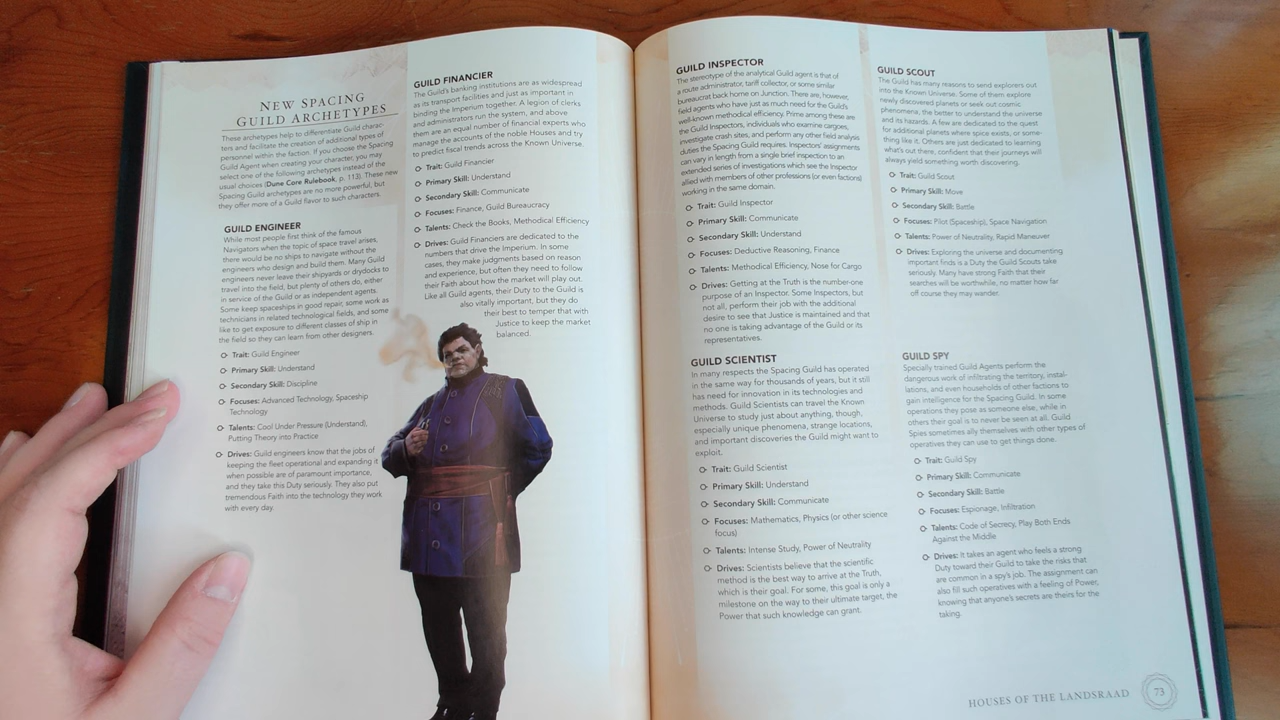 NEW SPACING
GUILD ARCHETYPES
These archetypes help to differentiate Guild charac-
ters and facilitate the creation of additional types of
personnel within the faction. If you choose the Spacing
Guild Agent when creating your character, you may
select one of the following archetypes instead of the
usual choices (Dune Core Rulebook, p. 113). These new
Spacing Guild archetypes are no more powerful, but
they offer more of a Guild flavor to such characters.
GUILD ENGINEER
While most people first think of the famous
Navigators when the topic of space travel arises,
there would be no ships to navigate without the
engineers who design and build them. Many Guild
engineers never leave their shipyards or drydocks to
travel into the field, but plenty of others do, either
in service of the Guild or as independent agents.
Some keep spaceships in good repair, some work as
technicians in related technological fields, and some
like to get exposure to different classes of ship in
the field so they can learn from other designers.
Trait: Guild Engineer
Primary Skill: Understand
Secondary Skill: Discipline
Focuses: Advanced Technology, Spaceship
Technology
Talents: Cool Under Pressure (Understand),
Putting Theory into Practice
Drives: Guild engineers know that the jobs of
keeping the fleet operational and expanding it
when possible are of paramount importance,
and they take this Duty seriously. They also put
tremendous Faith into the technology they work
with every day.
GUILD FINANCIER
The Guild's banking institutions are as widespread
as its transport facilities and just as important in
binding the Imperium together. A legion of clerks
and administrators run the system, and above
them are an equal number of financial experts who
manage the accounts of the noble Houses and try
to predict fiscal trends across the Known Universe.
Trait: Guild Financier
Primary Skill: Understand
Secondary Skill: Communicate
Focuses: Finance, Guild Bureaucracy
Talents: Check the Books, Methodical Efficiency
Drives: Guild Financiers are dedicated to the
numbers that drive the Imperium. In some
cases, they make judgments based on reason
and experience, but often they need to follow
their Faith about how the market will play out.
Like all Guild agents, their Duty to the Guild is
also vitally important, but they do
their best to temper that with
Justice to keep the market
balanced.
GUILD INSPECTOR
The stereotype of the analytical Guild agent is that of
a route administrator, tariff collector, or some similar
bureaucrat back home on Junction. There are, however,
field agents who have just as much need for the Guild's
well-known methodical efficiency. Prime among these are
the Guild Inspectors, individuals who examine cargoes,
investigate crash sites, and perform any other field analysis
duties the Spacing Guild requires. Inspectors' assignments
can vary in length from a single brief inspection to an
extended series of investigations which see the Inspector
allied with members of other professions (or even factions)
working in the same domain.
Trait: Guild Inspector
Primary Skill: Communicate
Secondary Skill: Understand
Focuses: Deductive Reasoning, Finance
Talents: Methodical Efficiency, Nose for Cargo
Drives: Getting at the Truth is the number-one
purpose of an Inspector. Some Inspectors, but
not all, perform their job with the additional
desire to see that Justice is maintained and that
no one is taking advantage of the Guild or its
representatives.
GUILD SCIENTIST
In many respects the Spacing Guild has operated
in the same way for thousands of years, but it still
has need for innovation in its technologies and
methods. Guild Scientists can travel the Known
Universe to study just about anything, though,
especially unique phenomena, strange locations,
and important discoveries the Guild might want to
exploit.
Trait: Guild Scientist
Primary Skill: Understand
Secondary Skill: Communicate
Focuses: Mathematics, Physics (or other science
focus)
Talents: Intense Study, Power of Neutrality
Drives: Scientists believe that the scientific
method is the best way to arrive at the Truth,
which is their goal. For some, this goal is only a
milestone on the way to their ultimate target, the
Power that such knowledge can grant.
GUILD SCOUT
The Guild has many reasons to send explorers out
into the Known Universe. Some of them explore
newly discovered planets or seek out cosmic
phenomena, the better to understand the universe
and its hazards. A few are dedicated to the quest
for additional planets where spice exists, or some-
thing like it. Others are just dedicated to learning
what's out there, confident that their journeys will
always yield something worth discovering.
Trait: Guild Scout
Primary Skill: Move
Secondary Skill: Battle
Focuses: Pilot (Spaceship), Space Navigation
Talents: Power of Neutrality, Rapid Maneuver
Drives: Exploring the universe and documenting
important finds is a Duty the Guild Scouts take
seriously. Many have strong Faith that their
searches will be worthwhile, no matter how far
off course they may wander.
GUILD SPY
Specially trained Guild Agents perform the
dangerous work of infiltrating the territory, instal-
lations, and even households of other factions to
gain intelligence for the Spacing Guild. In some
operations they pose as someone else, while in
others their goal is to never be seen at all. Guild
Spies sometimes ally themselves with other types of
operatives they can use to get things done.
Trait: Guild Spy
Primary Skill: Communicate
Secondary Skill: Battle
Focuses: Espionage, Infiltration
Talents: Code of Secrecy, Play Both Ends
Against the Middle
Drives: It takes an agent who feels a strong
Duty toward their Guild to take the risks that
are common in a spy's job. The assignment can
also fill such operatives with a feeling of Power,
knowing that anyone's secrets are theirs for the
taking.
HOUSES OF THE LANDSRAAD 73